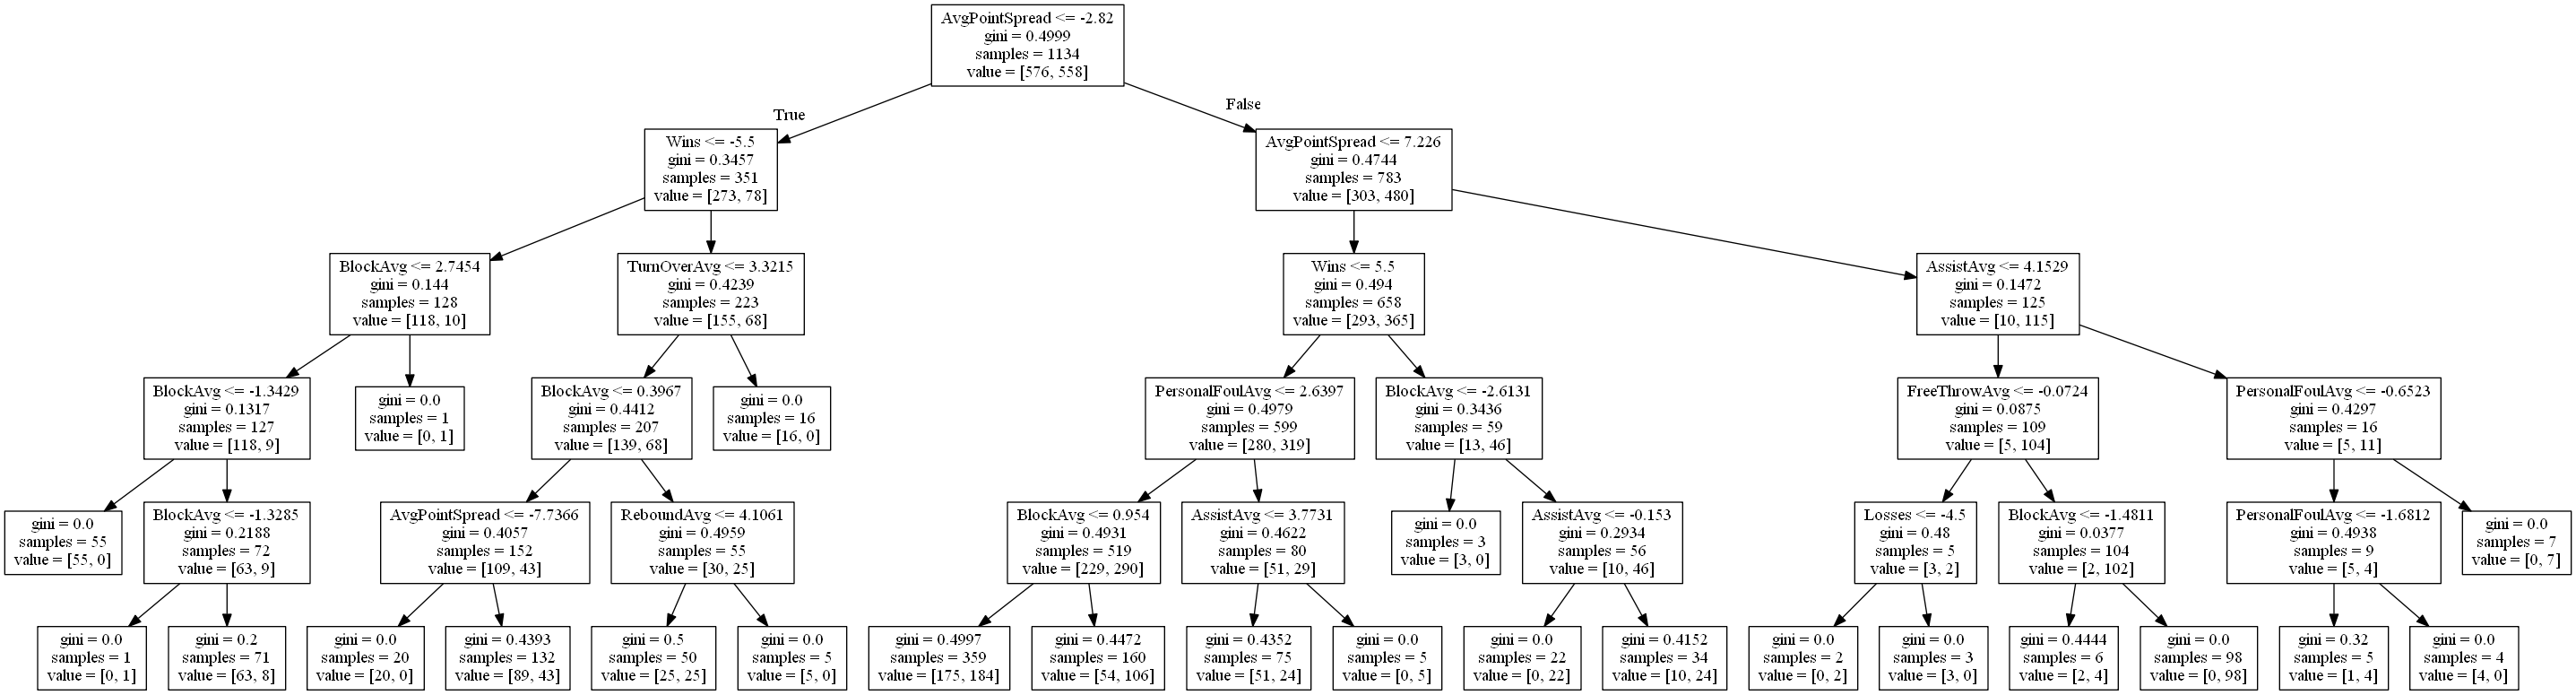 AvgPointSpread <= -2.82
gini = 0.4999
samples = 1134
value = [576, 558]
True
False
Wins <= -5.5
gini = 0.3457
samples = 351
value = [273, 78]
AvgPointSpread <= 7.226
gini = 0.4744
samples = 783
value = [303, 480]
BlockAvg <= 2.7454
gini = 0.144
samples = 128
value = [118, 10]
TurnOverAvg <= 3.3215
gini = 0.4239
samples = 223
value = [155, 68]
Wins <= 5.5
gini = 0.494
samples = 658
value = [293, 365]
AssistAvg <= 4.1529
gini = 0.1472
samples = 125
value = [10, 115]
BlockAvg <= -1.3429
gini = 0.1317
samples = 127
value = [118, 9]
gini = 0.0
samples = 1
value = [0, 1]
BlockAvg <= 0.3967
gini = 0.4412
samples = 207
value = [139, 68]
gini = 0.0
samples = 16
value = [16, 0]
PersonalFoulAvg <= 2.6397
gini = 0.4979
samples = 599
value = [280, 319]
BlockAvg <= -2.6131
gini = 0.3436
samples = 59
value = [13, 46]
FreeThrowAvg <= -0.0724
gini = 0.0875
samples = 109
value = [5, 104]
PersonalFoulAvg <= -0.6523
gini = 0.4297
samples = 16
value = [5, 11]
gini = 0.0
samples = 55
value = [55, 0]
BlockAvg <= -1.3285
gini = 0.2188
samples = 72
value = [63, 9]
AvgPointSpread <= -7.7366
gini = 0.4057
samples = 152
value = [109, 43]
ReboundAvg <= 4.1061
gini = 0.4959
samples = 55
value = [30, 25]
BlockAvg <= 0.954
gini = 0.4931
samples = 519
value = [229, 290]
AssistAvg <= 3.7731
gini = 0.4622
samples = 80
value = [51, 29]
gini = 0.0
samples = 3
value = [3, 0]
AssistAvg <= -0.153
gini = 0.2934
samples = 56
value = [10, 46]
Losses <= -4.5
gini = 0.48
samples = 5
value = [3, 2]
BlockAvg <= -1.4811
gini = 0.0377
samples = 104
value = [2, 102]
PersonalFoulAvg <= -1.6812
gini = 0.4938
samples = 9
value = [5, 4]
gini = 0.0
samples = 7
value = [0, 7]
gini = 0.0
samples = 1
value = [0, 1]
gini = 0.2
samples = 71
value = [63, 8]
gini = 0.0
samples = 20
value = [20, 0]
gini = 0.4393
samples = 132
value = [89, 43]
gini = 0.5
samples = 50
value = [25, 25]
gini = 0.0
samples = 5
value = [5, 0]
gini = 0.4997
samples = 359
value = [175, 184]
gini = 0.4472
samples = 160
value = [54, 106]
gini = 0.4352
samples = 75
value = [51, 24]
gini = 0.0
samples = 5
value = [0, 5]
gini = 0.0
samples = 22
value = [0, 22]
gini = 0.4152
samples = 34
value = [10, 24]
gini = 0.0
samples = 2
value = [0, 2]
gini = 0.0
samples = 3
value = [3, 0]
gini = 0.4444
samples = 6
value = [2, 4]
gini = 0.0
samples = 98
value = [0, 98]
gini = 0.32
samples = 5
value = [1, 4]
gini = 0.0
samples = 4
value = [4, 0]